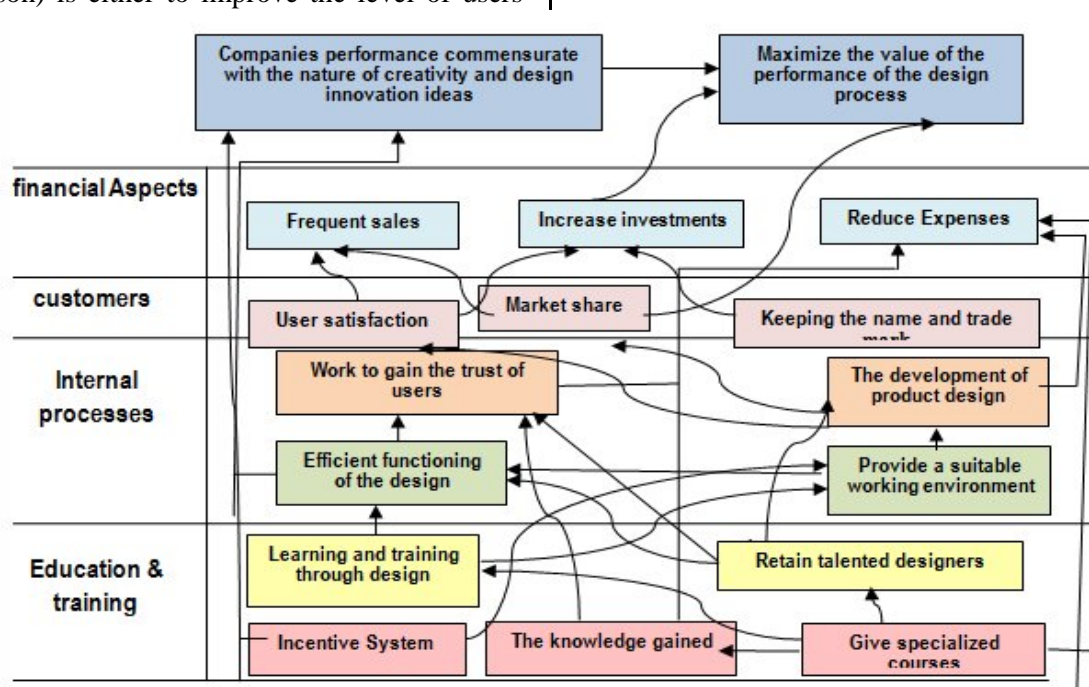 son) is either to improve the level of users
Companies performance commensurate
with the nature of creativity and design
innovation ideas
Maximize the value of the
performance of the design
process
financial Aspects
Frequent sales
Increase investments
Reduce Expenses
customers
User satisfaction
Market share
Keeping the name and trade
mark
Internal
processes
Work to gain the trust of
users
The development of
product design
Efficient functioning
of the design
Provide a suitable
working environment
Education &
training
Learning and training
through design
Retain talented designers
Incentive System
The knowledge gained
Give specialized
courses